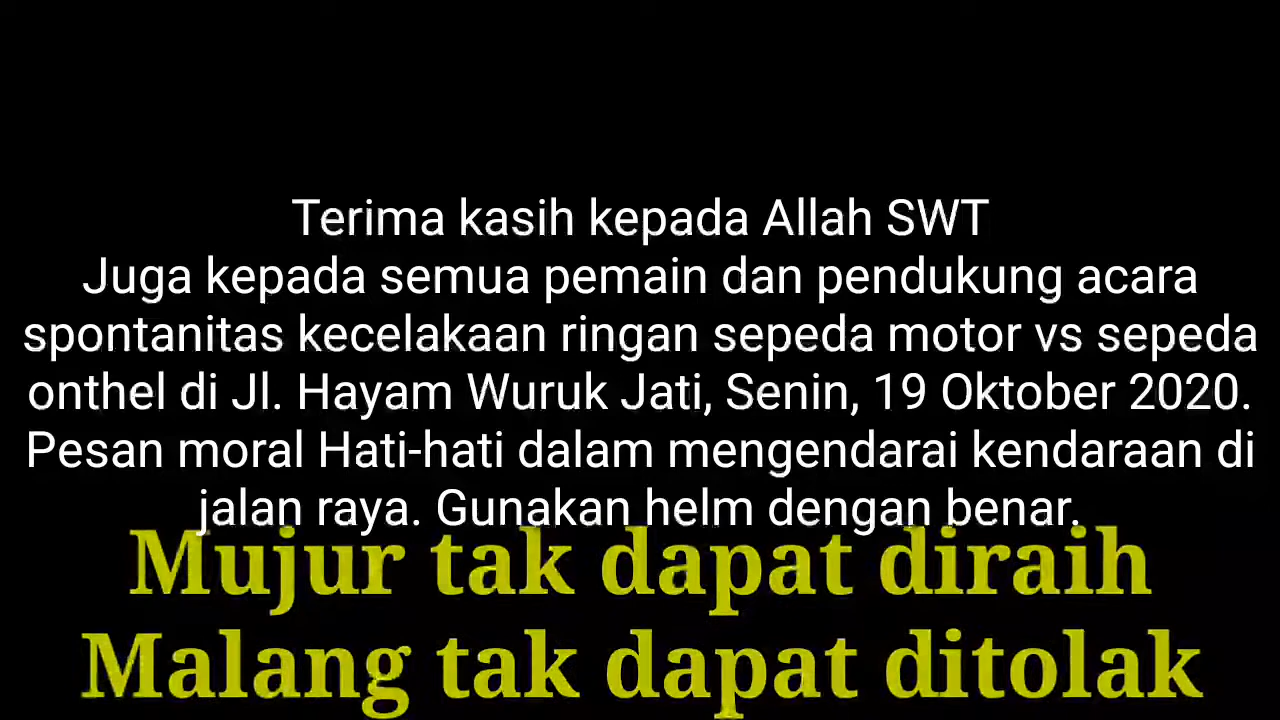 Terima kasih kepada Allah SWT
Juga kepada semua pemain dan pendukung acara
spontanitas kecelakaan ringan sepeda motor vs sepeda
onthel di Jl. Hayam Wuruk Jati, Senin, 19 Oktober 2020.
Pesan moral Hati-hati dalam mengendarai kendaraan di
jalan raya. Gunakan helm dengan benar.
Mujur tak dapat diraih
Malang tak dapat ditolak